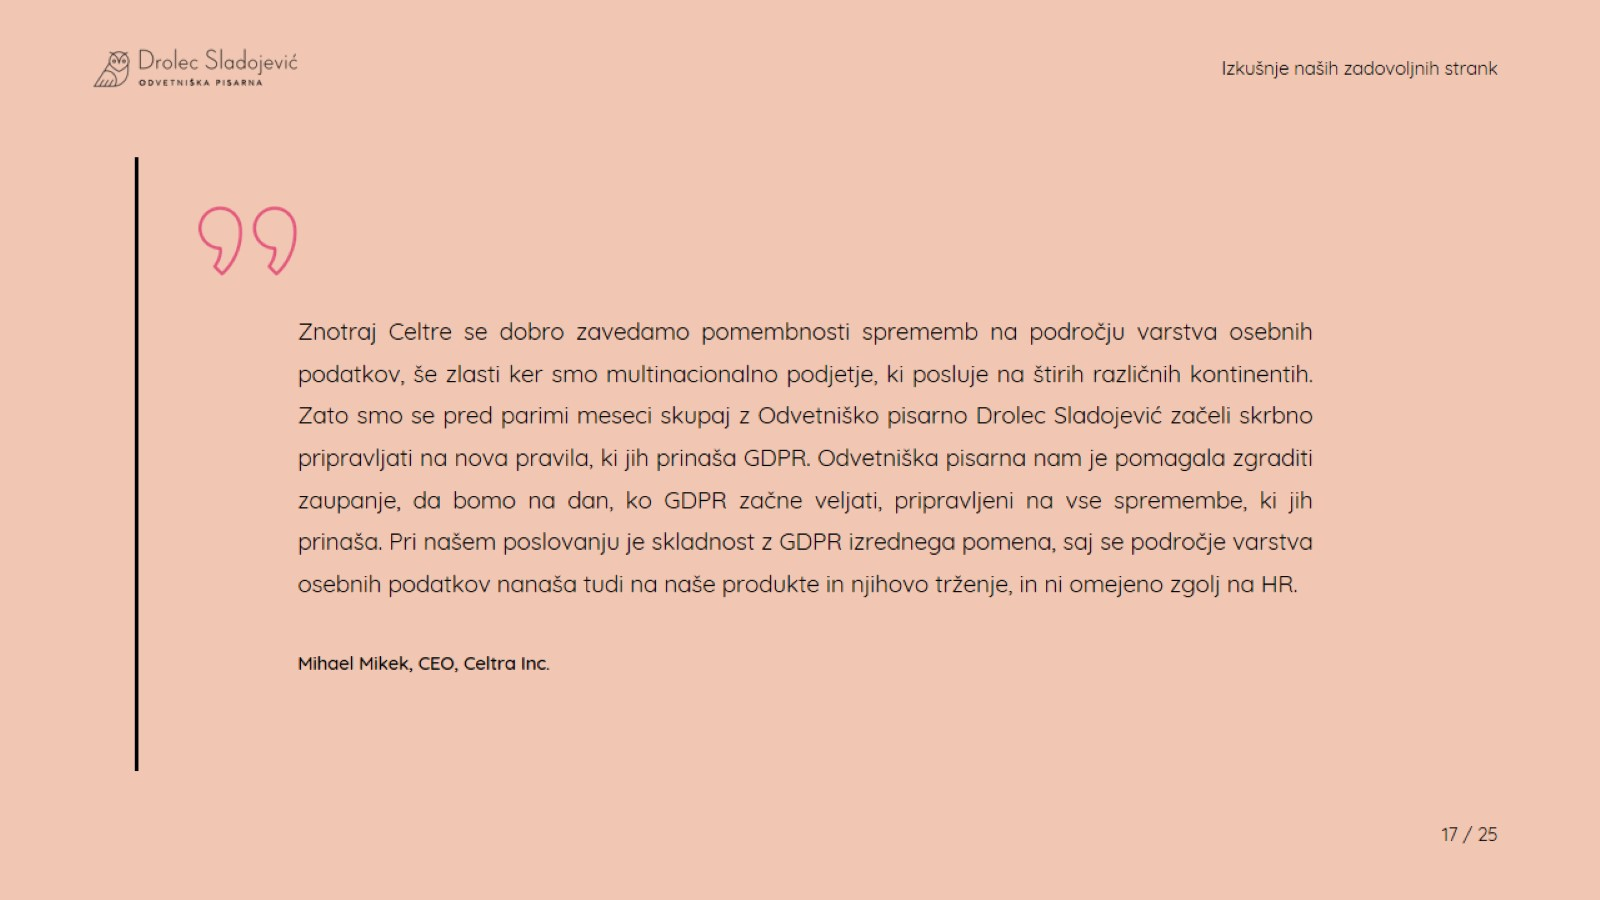 Drolec Sladojević
ODVETNIŠKA PISARNA
Izkušnje naših zadovoljnih strank
Znotraj Celtre se dobro zavedamo pomembnosti sprememb na področju varstva osebnih
podatkov, še zlasti ker smo multinacionalno podjetje, ki posluje na štirih različnih kontinentih.
Zato smo se pred parimi meseci skupaj z Odvetniško pisarno Drolec Sladojević začeli skrbno
pripravljati na nova pravila, ki jih prinaša GDPR. Odvetniška pisarna nam je pomagala zgraditi
zaupanje, da bomo na dan, ko GDPR začne veljati, pripravljeni na vse spremembe, ki jih
prinaša. Pri našem poslovanju je skladnost z GDPR izrednega pomena, saj se področje varstva
osebnih podatkov nanaša tudi na naše produkte in njihovo trženje, in ni omejeno zgolj na HR.
Mihael Mikek, CEO, Celtra Inc.
17 / 25